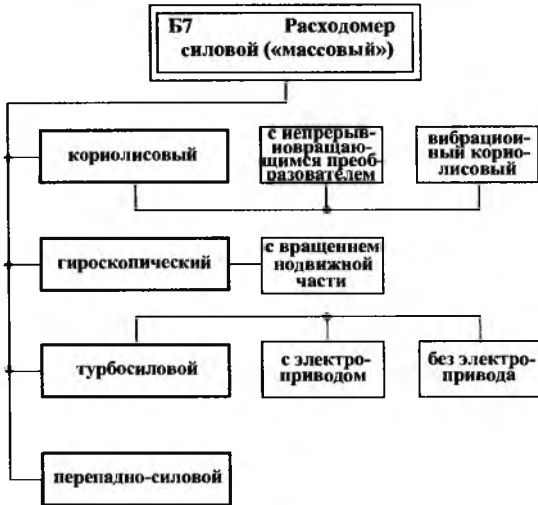 Б7 Расходомер
силовой («массовый»)
кориолисовый
с непрерыв-
новращаю-
щимся преоб-
разователем
вибрацион-
ный корио-
лисовый
гироскопический
с вращением
подвижной
части
турбосиловой
с электро-
приводом
без электро-
привода
перепадно-силовой